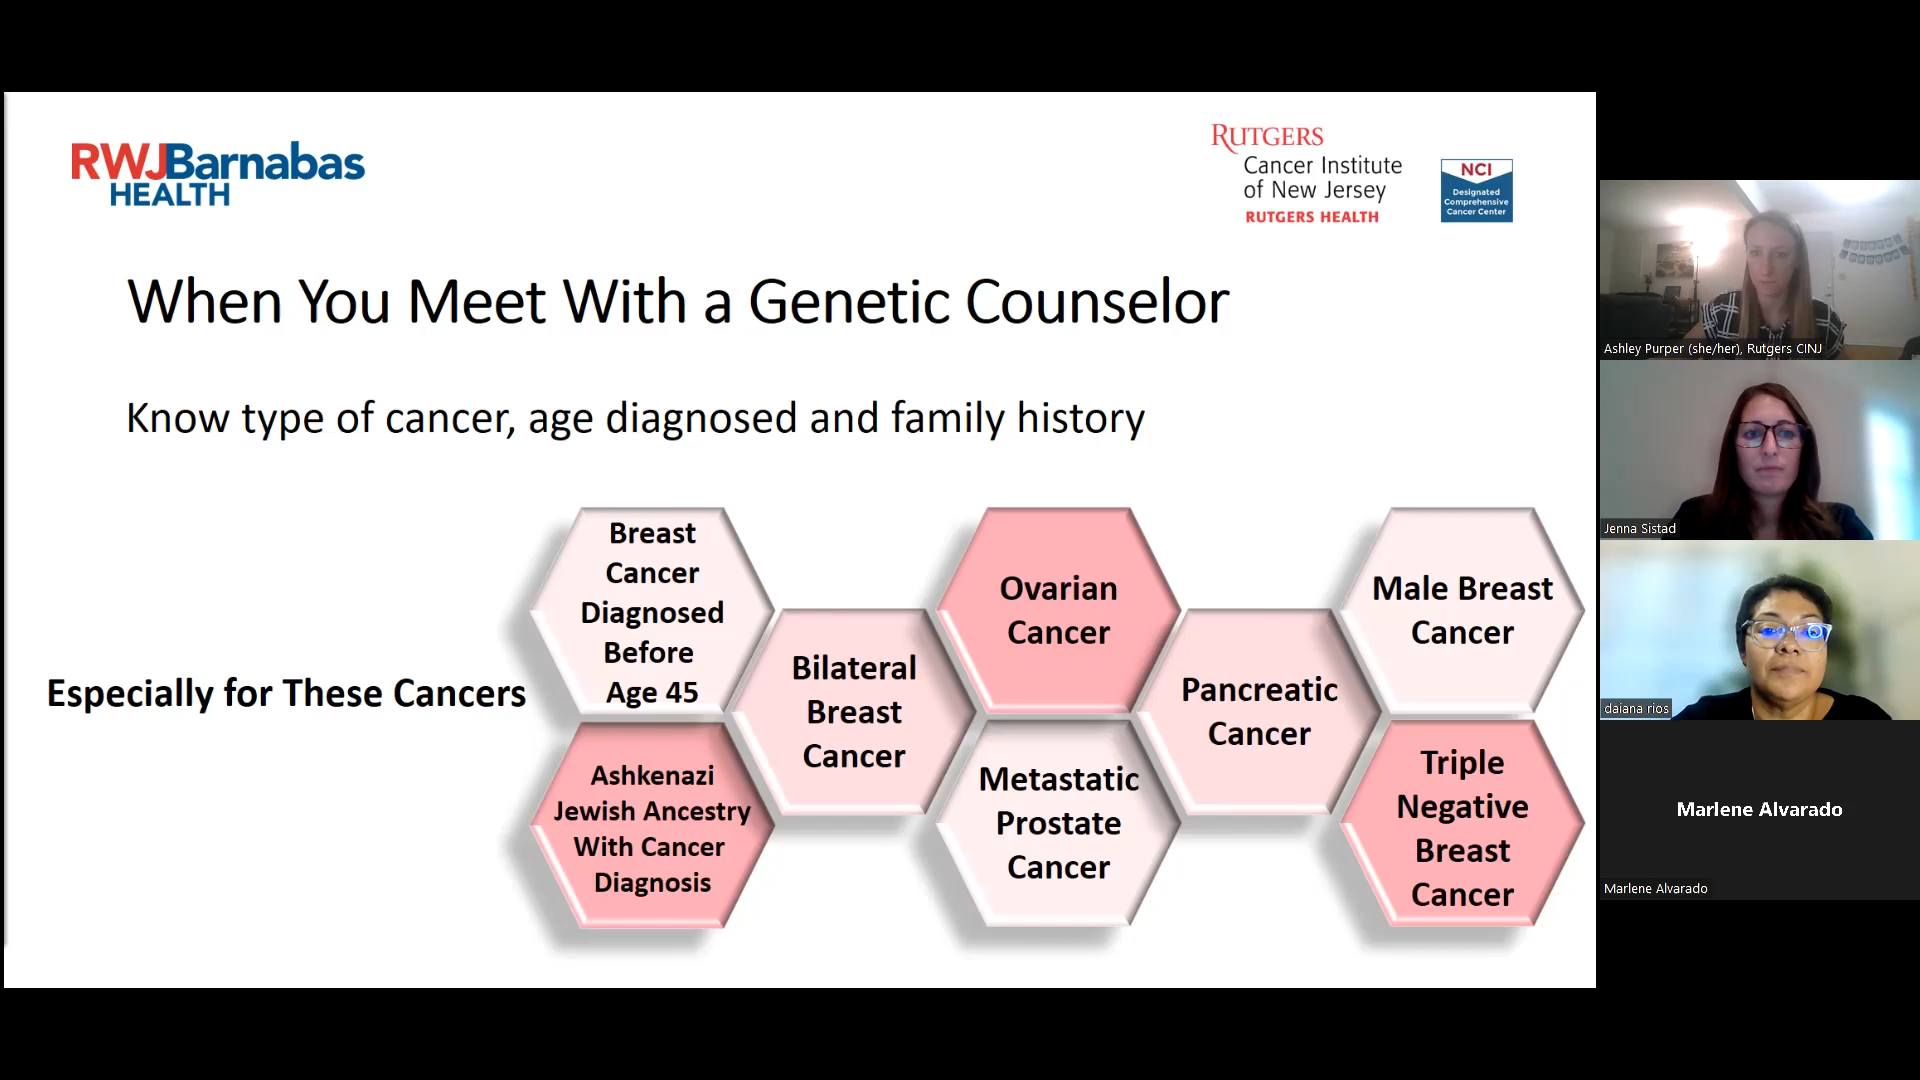 RWJBarnabas
HEALTH
RUTGERS
Cancer Institute
of New Jersey
RUTGERS HEALTH
NCI
Designated
Comprehensive
Cancer Center
When You Meet With a Genetic Counselor
Know type of cancer, age diagnosed and family history
Especially for These Cancers
Breast
Cancer
Diagnosed
Before
Age 45
Ashkenazi
Jewish Ancestry
With Cancer
Diagnosis
Bilateral
Breast
Cancer
Ovarian
Cancer
Metastatic
Prostate
Cancer
Pancreatic
Cancer
Male Breast
Cancer
Triple
Negative
Breast
Cancer
Ashley Purper (she/her), Rutgers CINJ
Jenna Sistad
daiana rios
Marlene Alvarado
Marlene Alvarado